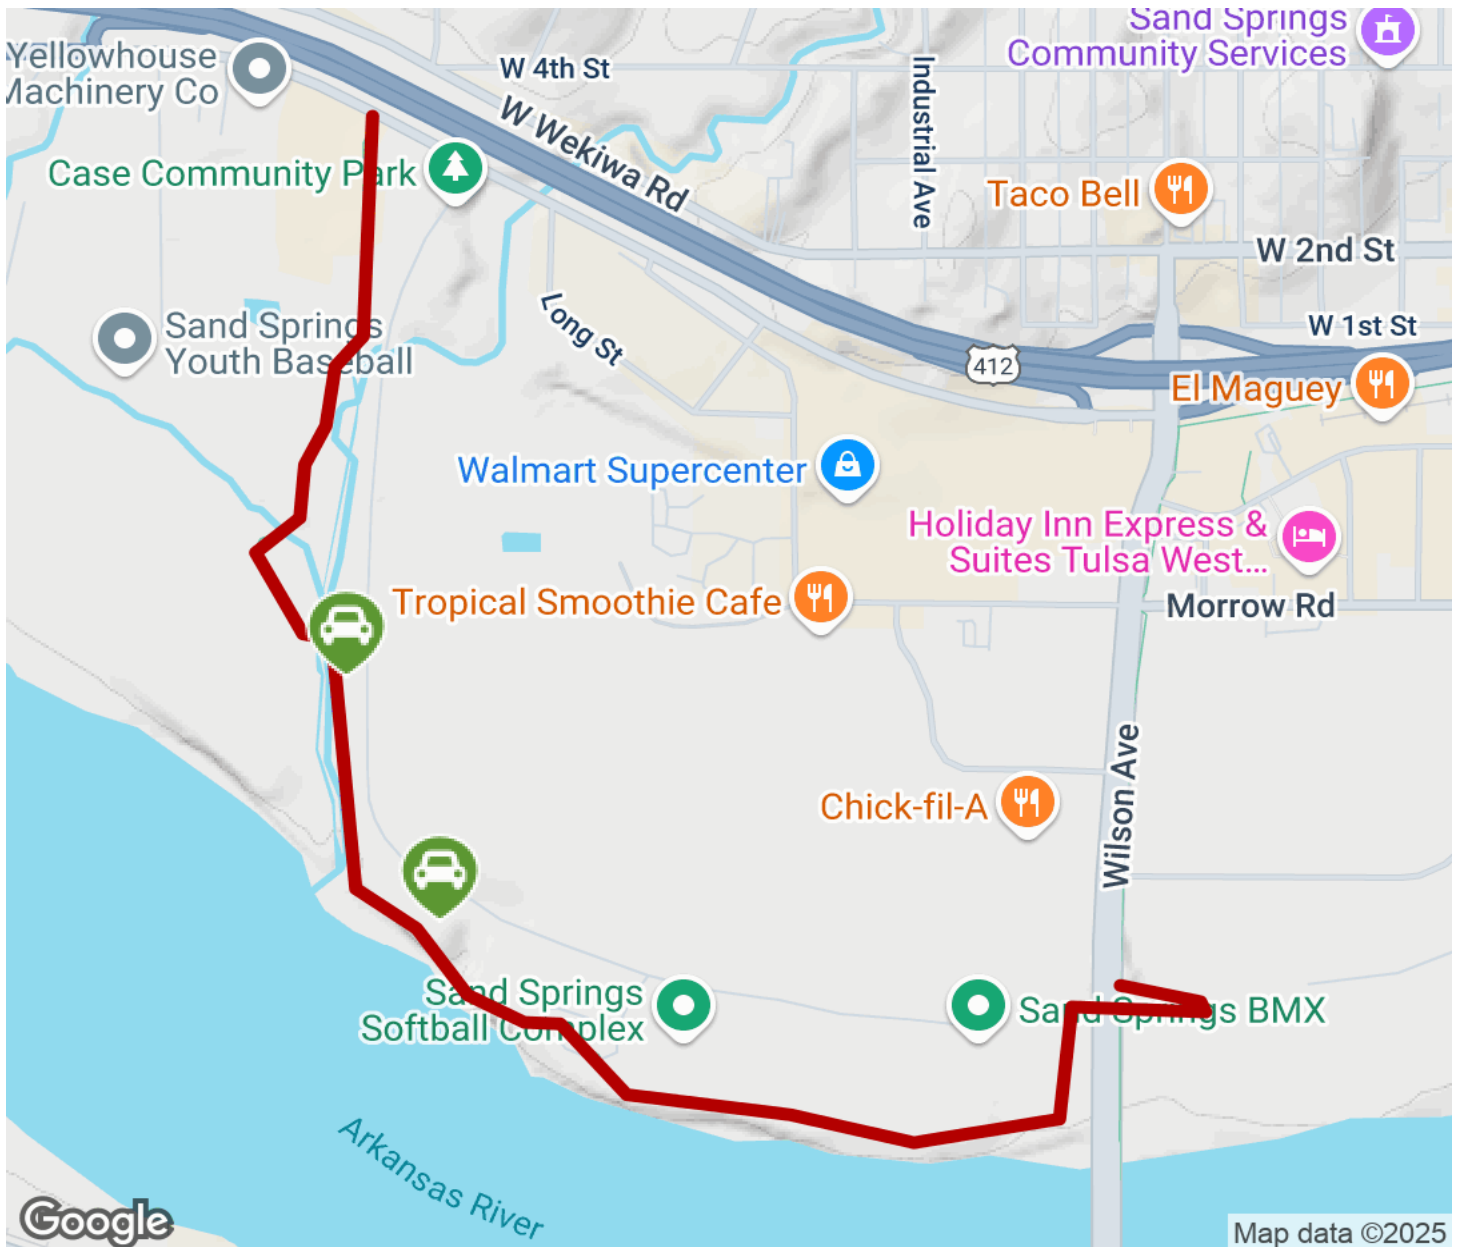 Sand Springs
Community Services
Yellowhouse
Machinery Co
W 4th St
Industrial Ave
W Wekiwa Rd
Case Community Park
Taco Bell
W 2nd St
Long St
W 1st St
Sand Springs
Youth Baseball
412
El Maguey
Walmart Supercenter
Holiday Inn Express &
Suites Tulsa West...
Tropical Smoothie Cafe
Morrow Rd
Wilson Ave
Chick-fil-A
Sand Springs
Softball Complex
Sand Springs BMX
Arkansas River
Google
Map data ©2025